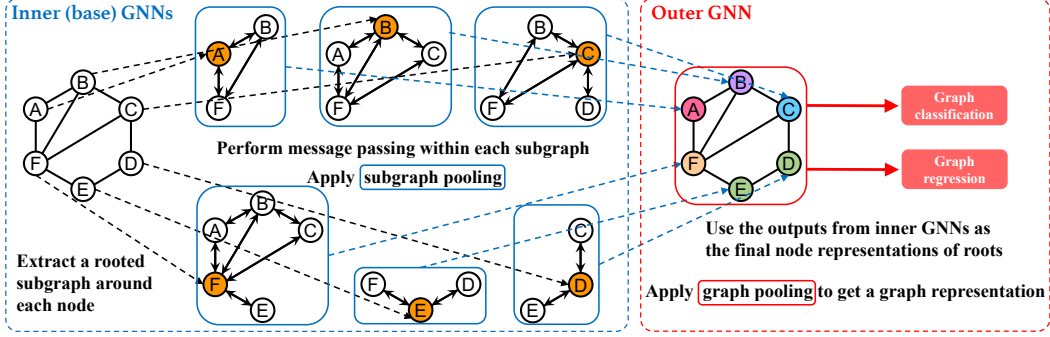 Inner (base) GNNs
Outer GNN
B
A
F
B
A
C
F
B
C
F
D
B
A
C
F
D
E
B
A
C
F
D
E
Graph
classification
Graph
regression
Perform message passing within each subgraph
Apply subgraph pooling
B
A
C
F
E
C
D
E
F
D
E
Extract a rooted
subgraph around
each node
Use the outputs from inner GNNs as
the final node representations of roots
Apply graph pooling to get a graph representation